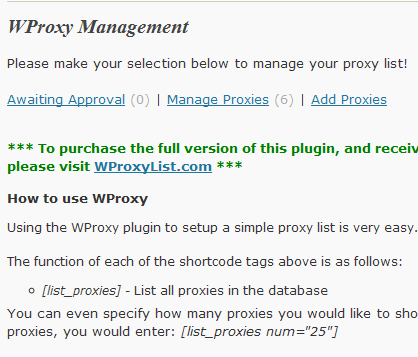 WProxy Management
Please make your selection below to manage your proxy list!
Awaiting Approval (0) | Manage Proxies (6) | Add Proxies
*** To purchase the full version of this plugin, and
please visit WProxyList.com ***
How to use WProxy
Using the WProxy plugin to setup a simple proxy list is very easy.
The function of each of the shortcode tags above is as follows:
[list_proxies] - List all proxies in the database
You can even specify how many proxies you would like to
proxies, you would enter: [list_proxies num="25"]